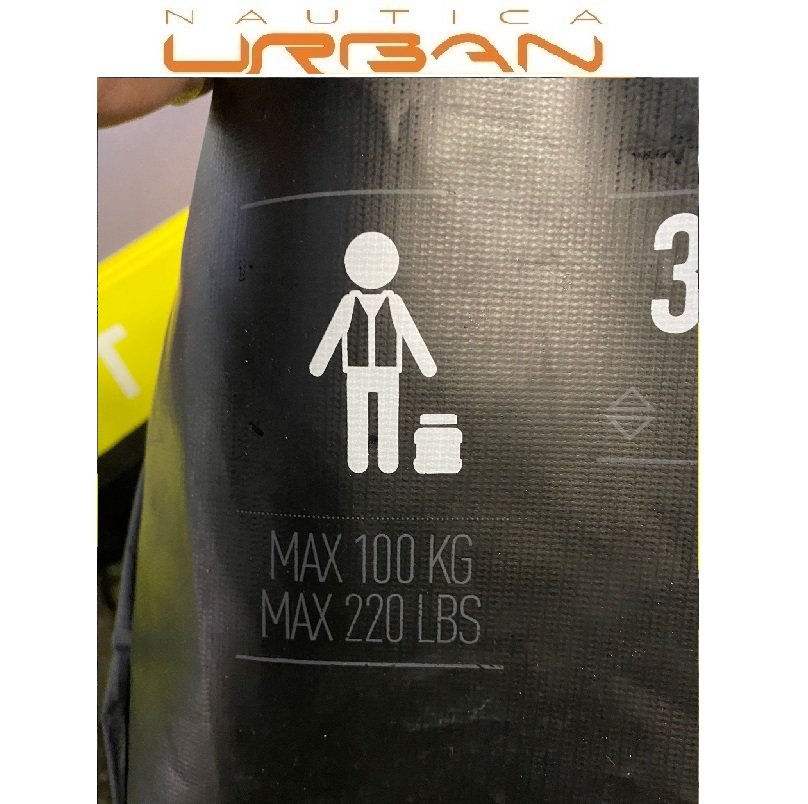 NAUTICA
URBAN
3
T
MAX 100 KG
MAX 220 LBS